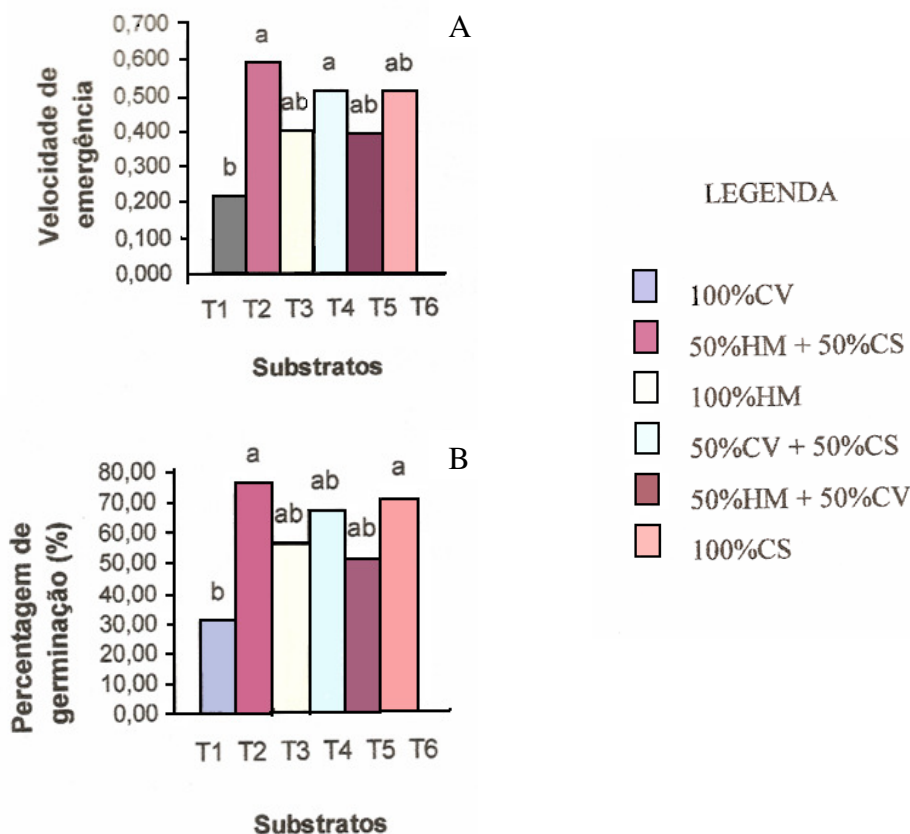 A
Velocidade de
emergência
0,700
0,600
0,500
0,400
0,300
0,200
0,100
0,000
b
a
ab
a
ab
ab
T1 T2 T3 T4 T5 T6
Substratos
B
Percentagem de
germinação (%)
80,00
70,00
60,00
50,00
40,00
30,00
20,00
10,00
0,00
b
a
ab
ab
ab
a
T1 T2 T3 T4 T5 T6
Substratos
LEGENDA
100%CV
50%HM + 50%CS
100%HM
50%CV + 50%CS
50%HM + 50%CV
100%CS